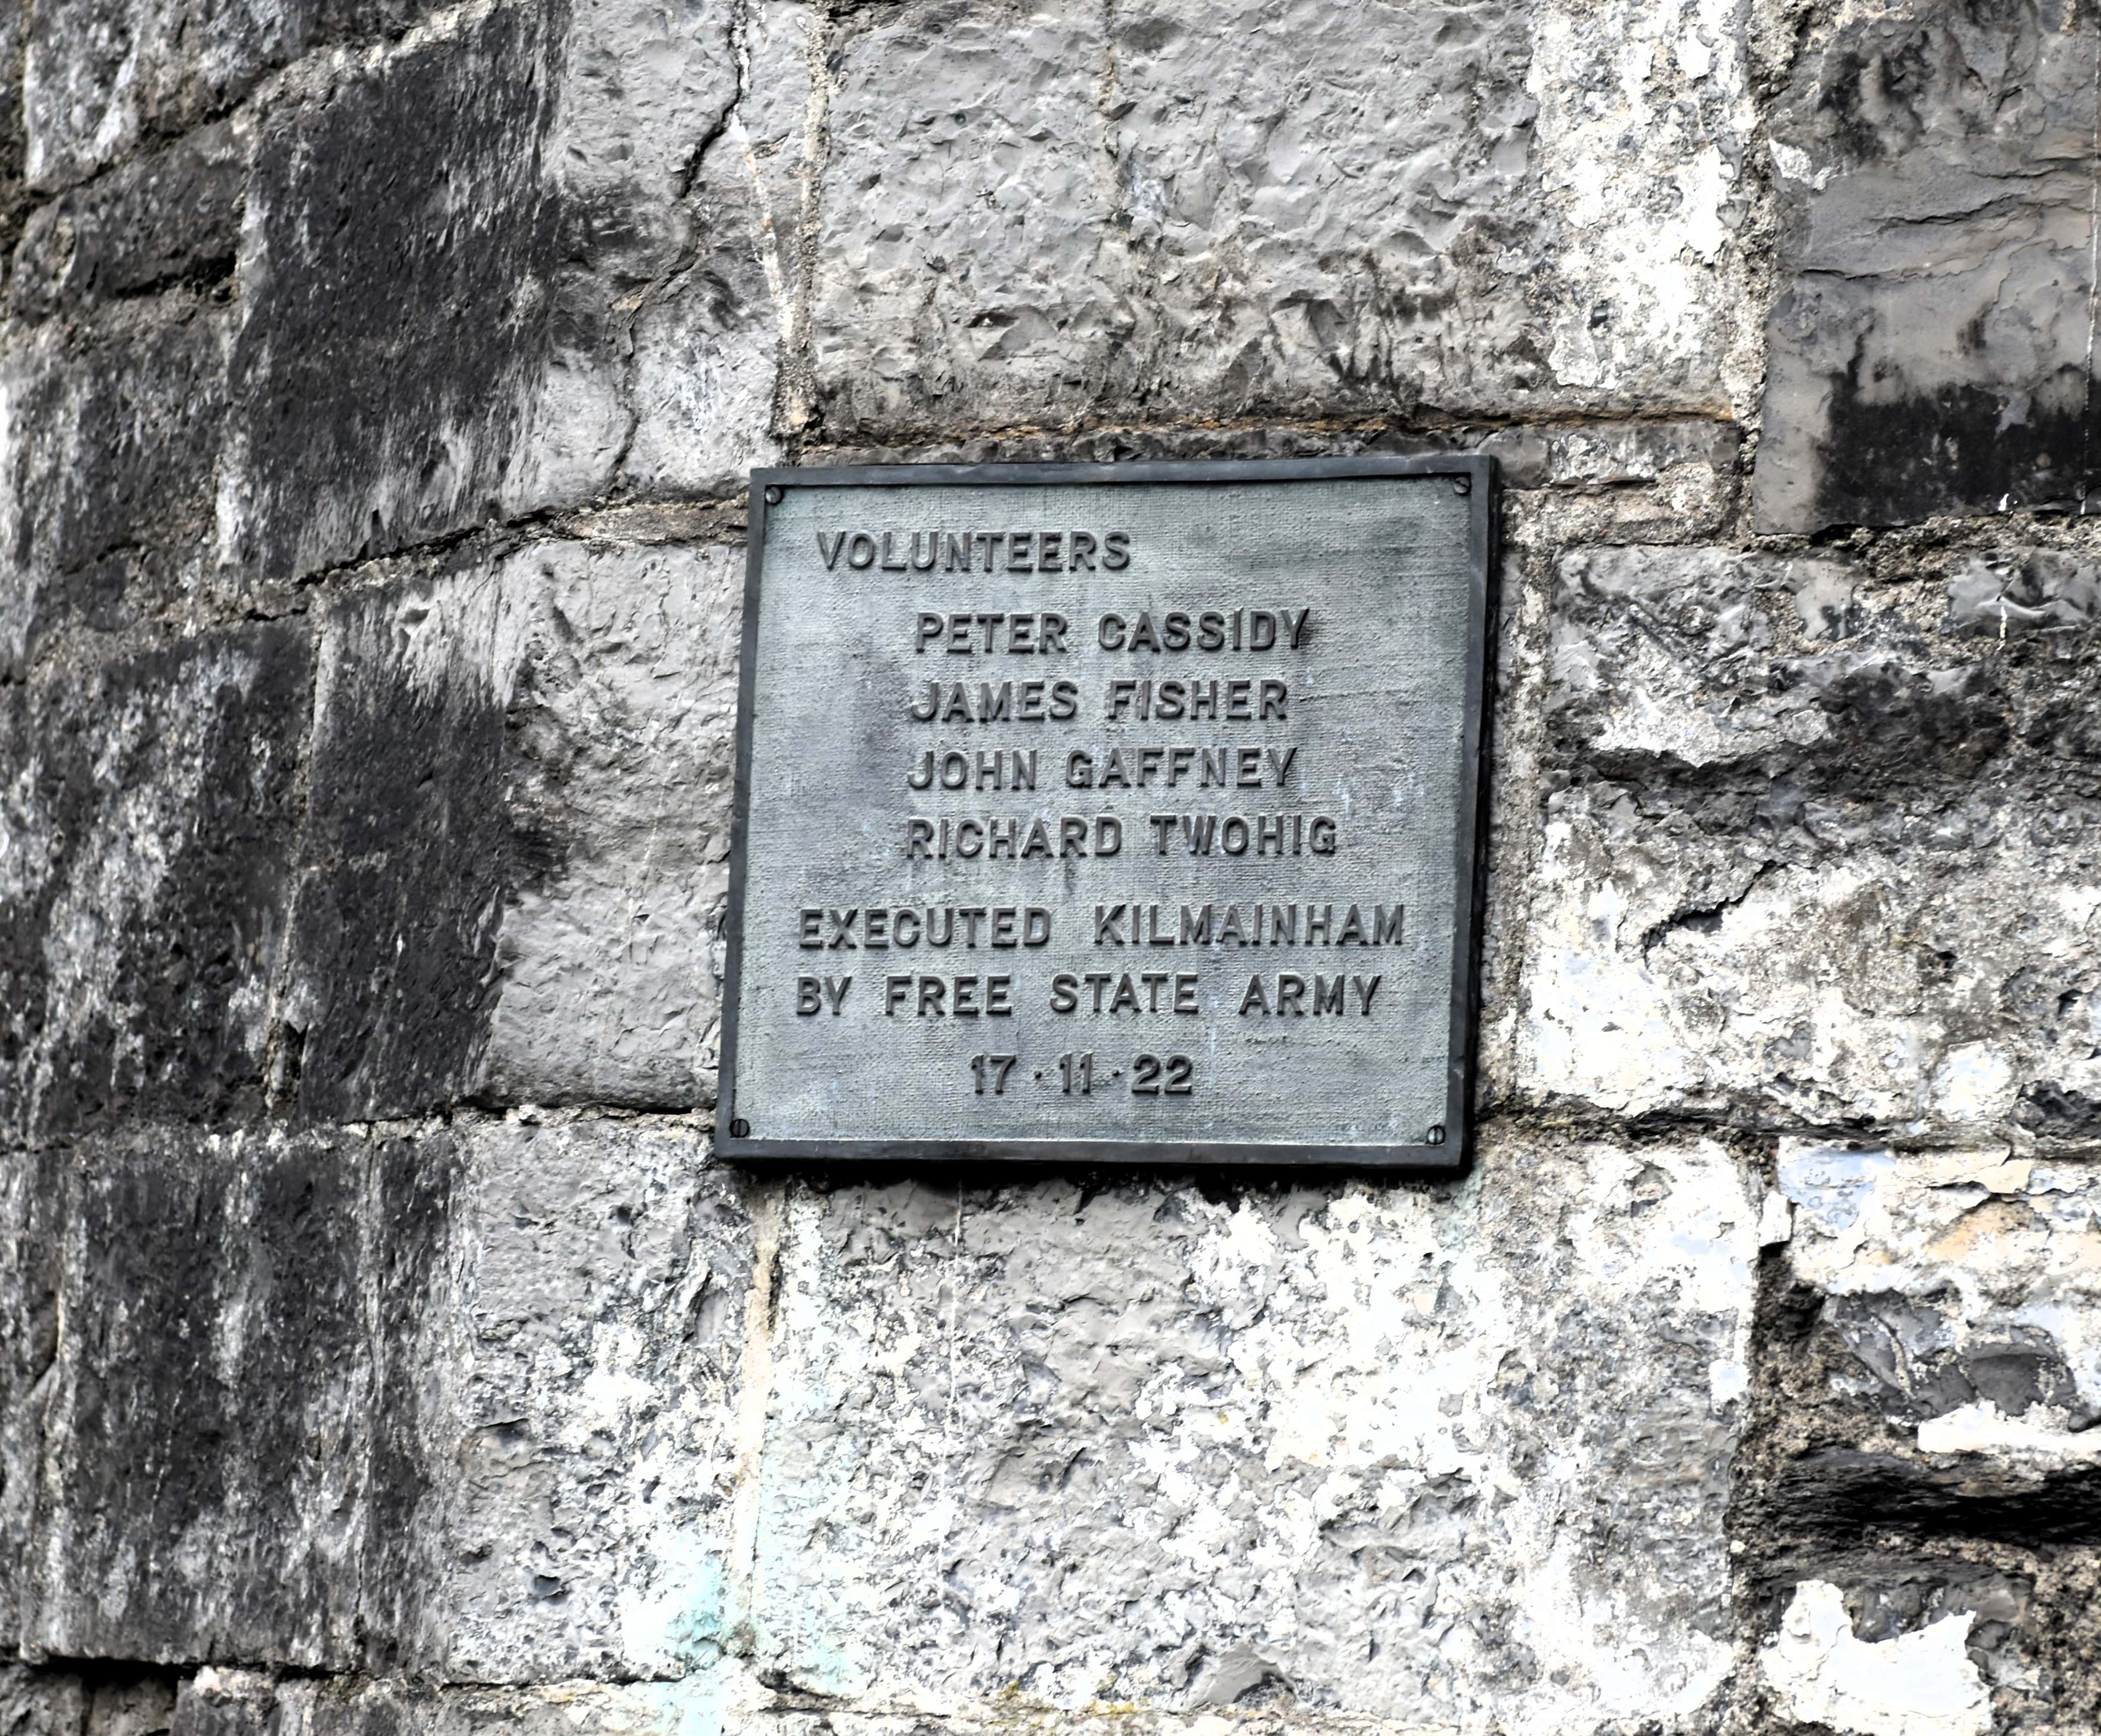 VOLUNTEERS
PETER CASSIDY
JAMES FISHER
JOHN GAFFNEY
RICHARD TWOHIG
EXECUTED KILMAINHAM
BY FREE STATE ARMY
17·11·22